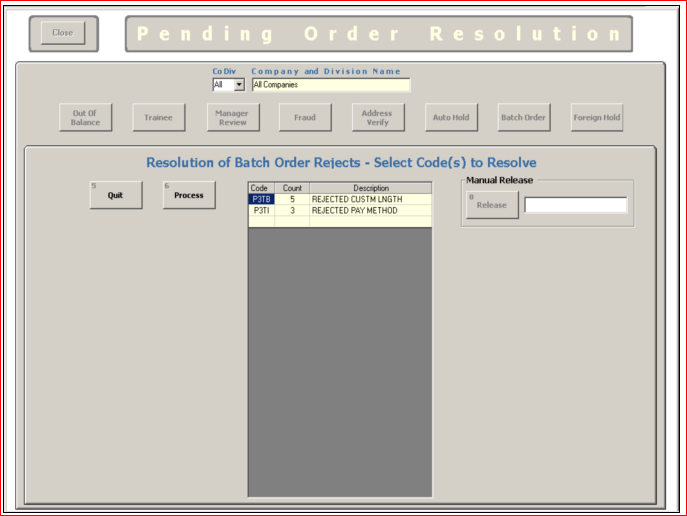 Close
Pending Order Resolution
Co Div Company and Division Name
All All Companies
Out Of Balance
Trainee
Manager Review
Fraud
Address Verify
Auto Hold
Batch Order
Foreign Hold
Resolution of Batch Order Rejects - Select Code(s) to Resolve
5 Quit
6 Process
Code Count Description
P3TB 5 REJECTED CUSTM LNGTH
P3TI 3 REJECTED PAY METHOD
Manual Release
8 Release